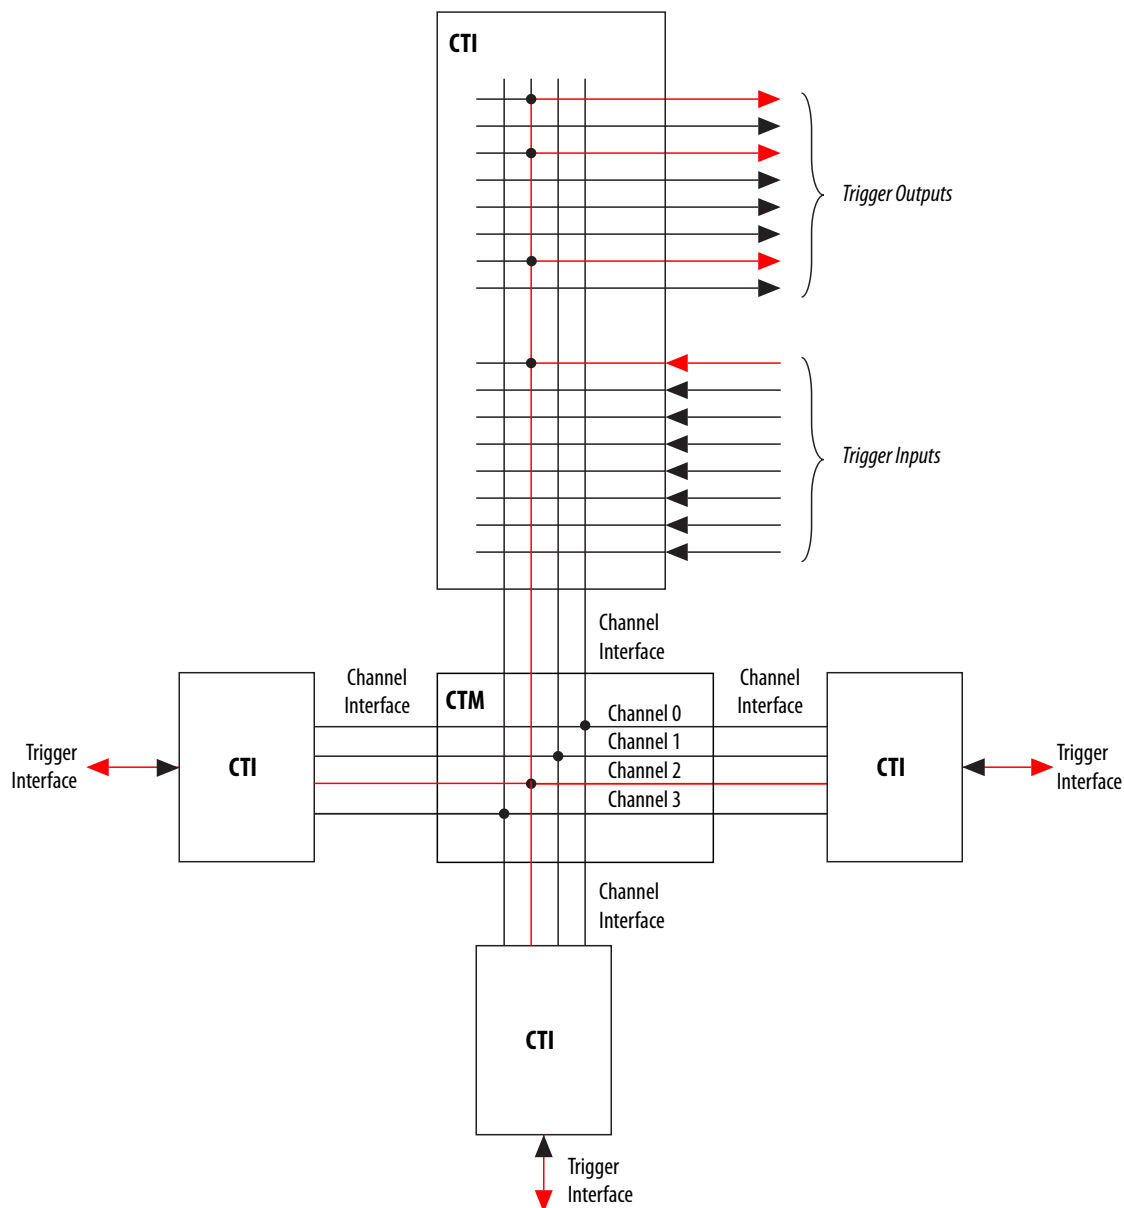 CTI
Trigger Outputs
Trigger Inputs
Channel
Interface
Channel
Interface
CTM
Channel 0
Channel 1
Channel 2
Channel 3
Channel
Interface
Trigger
Interface
CTI
CTI
Trigger
Interface
Channel
Interface
CTI
Trigger
Interface